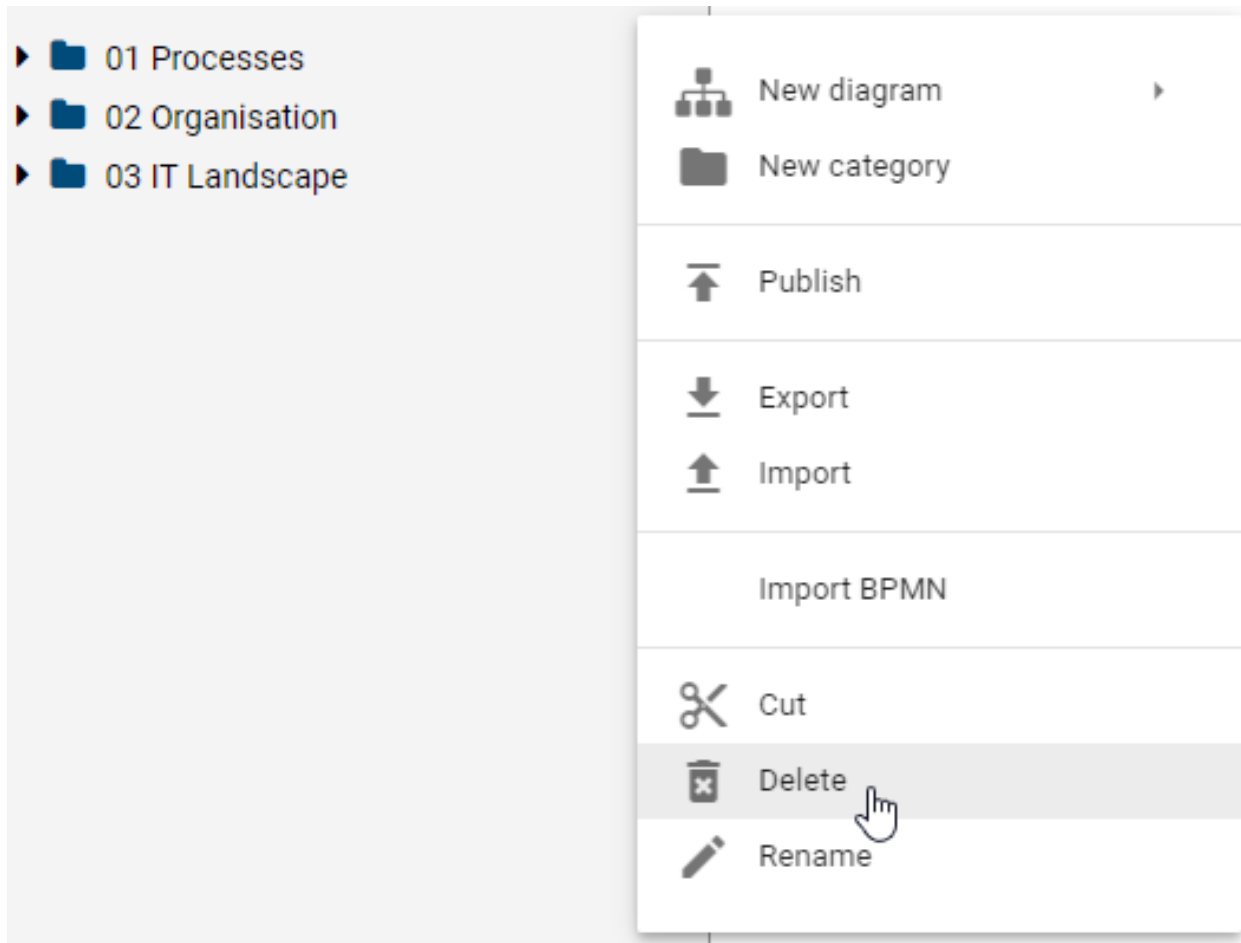 01 Processes
02 Organisation
03 IT Landscape
New diagram
New category
Publish
Export
Import
Import BPMN
Cut
Delete
Rename